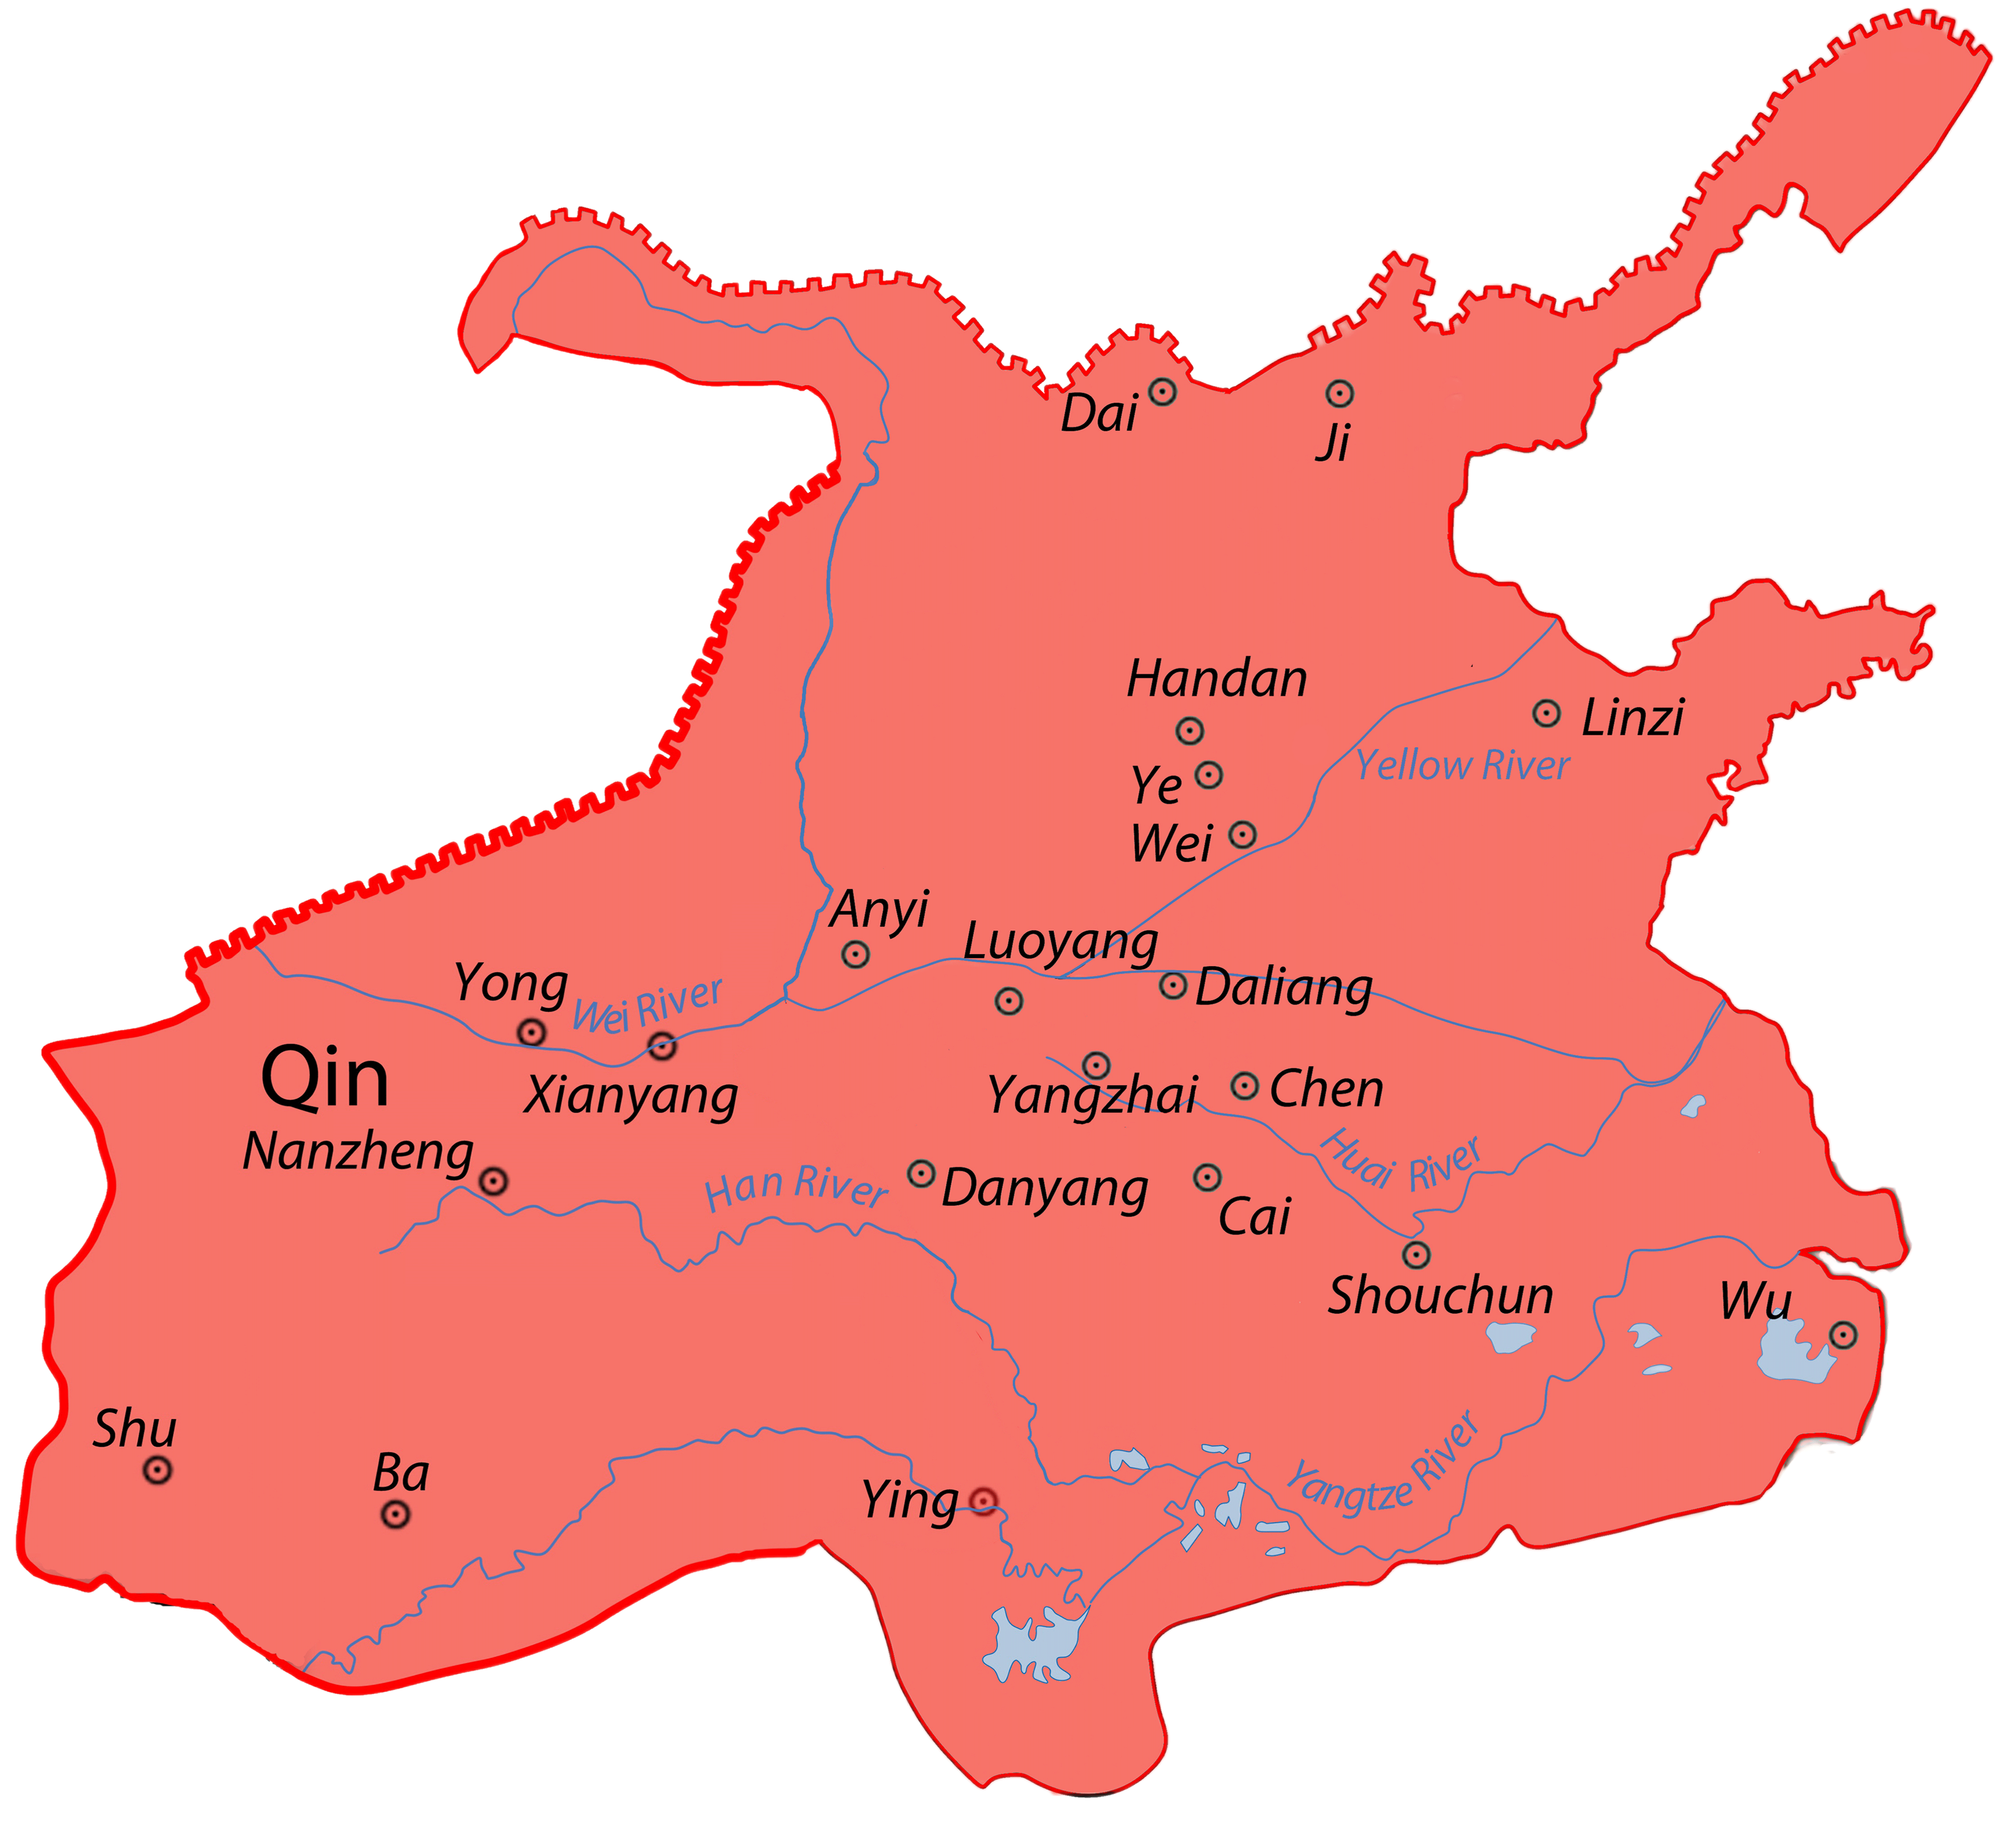 Dai
Ji
Handan
Linzi
Yellow River
Ye
Wei
Anyi
Luoyang
Yong
Wei River
Daliang
Qin
Xianyang
Yangzhai
Chen
Nanzheng
Huai River
Han River
Danyang
Cai
Shouchun
Wu
Shu
Ba
Ying
Yangtze River